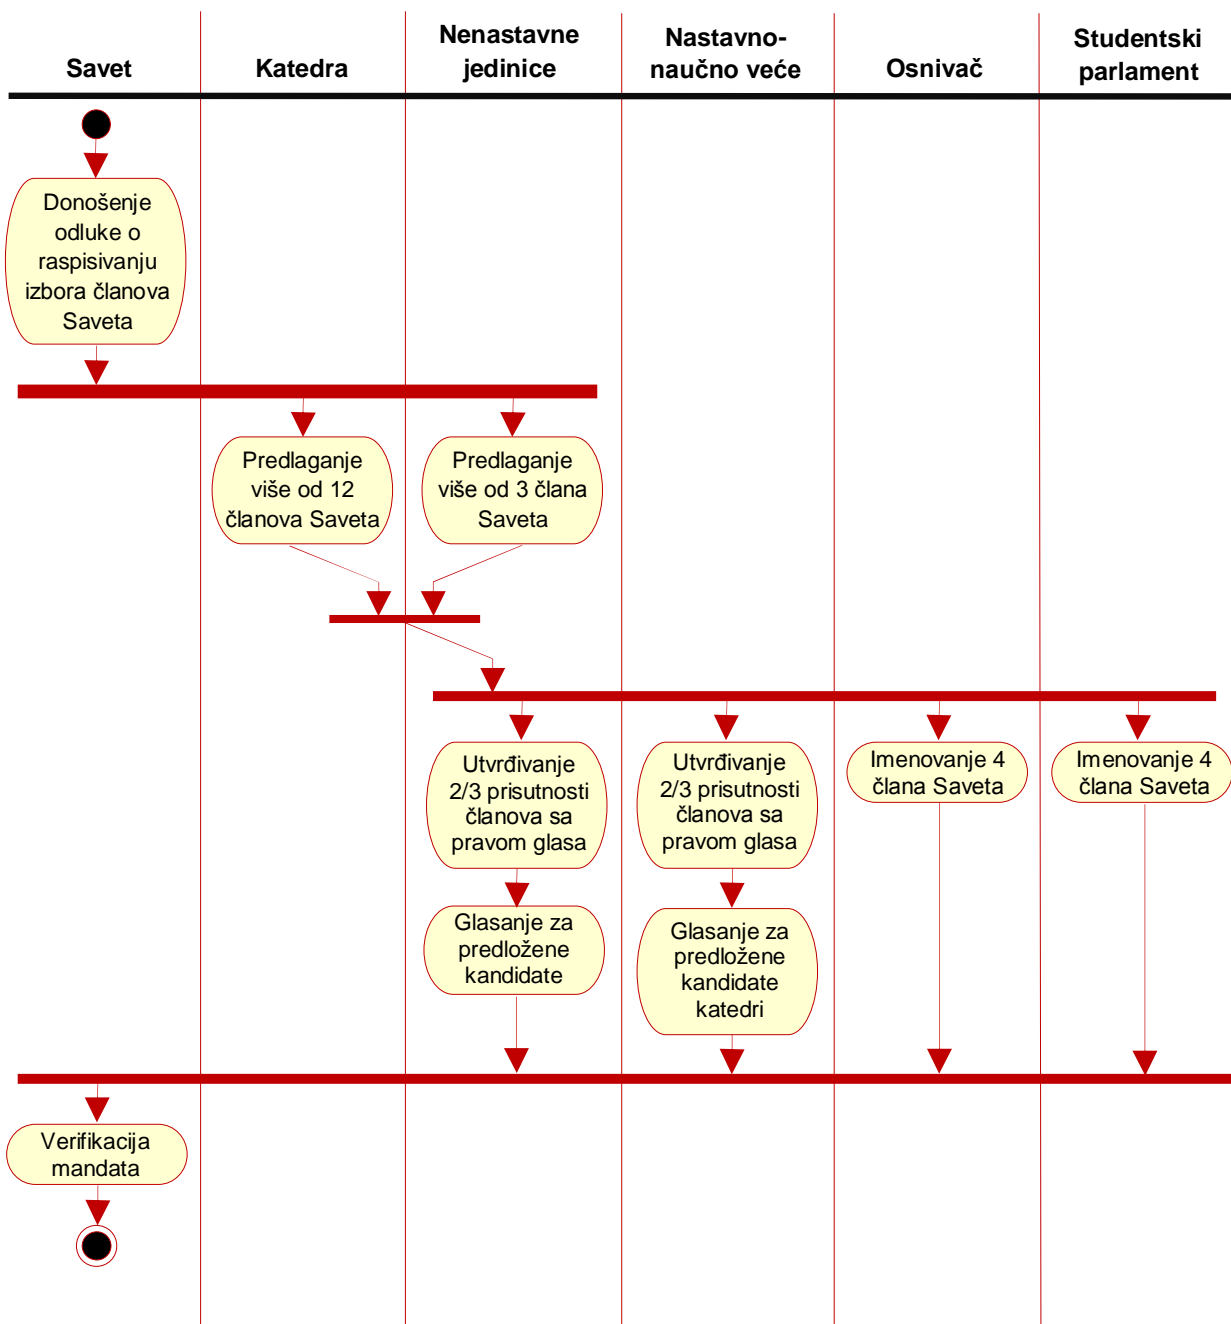 Savet
Katedra
Nenastavne
jedinice
Nastavno-
naučno veće
Osnivač
Studentski
parlament
Donošenje
odluke o
raspisivanju
izbora članova
Saveta
Predlaganje
više od 12
članova Saveta
Predlaganje
više od 3 člana
Saveta
Utvrđivanje
2/3 prisutnosti
članova sa
pravom glasa
Utvrđivanje
2/3 prisutnosti
članova sa
pravom glasa
Imenovanje 4
člana Saveta
Imenovanje 4
člana Saveta
Glasanje za
predložene
kandidate
Glasanje za
predložene
kandidate
katedri
Verifikacija
mandata